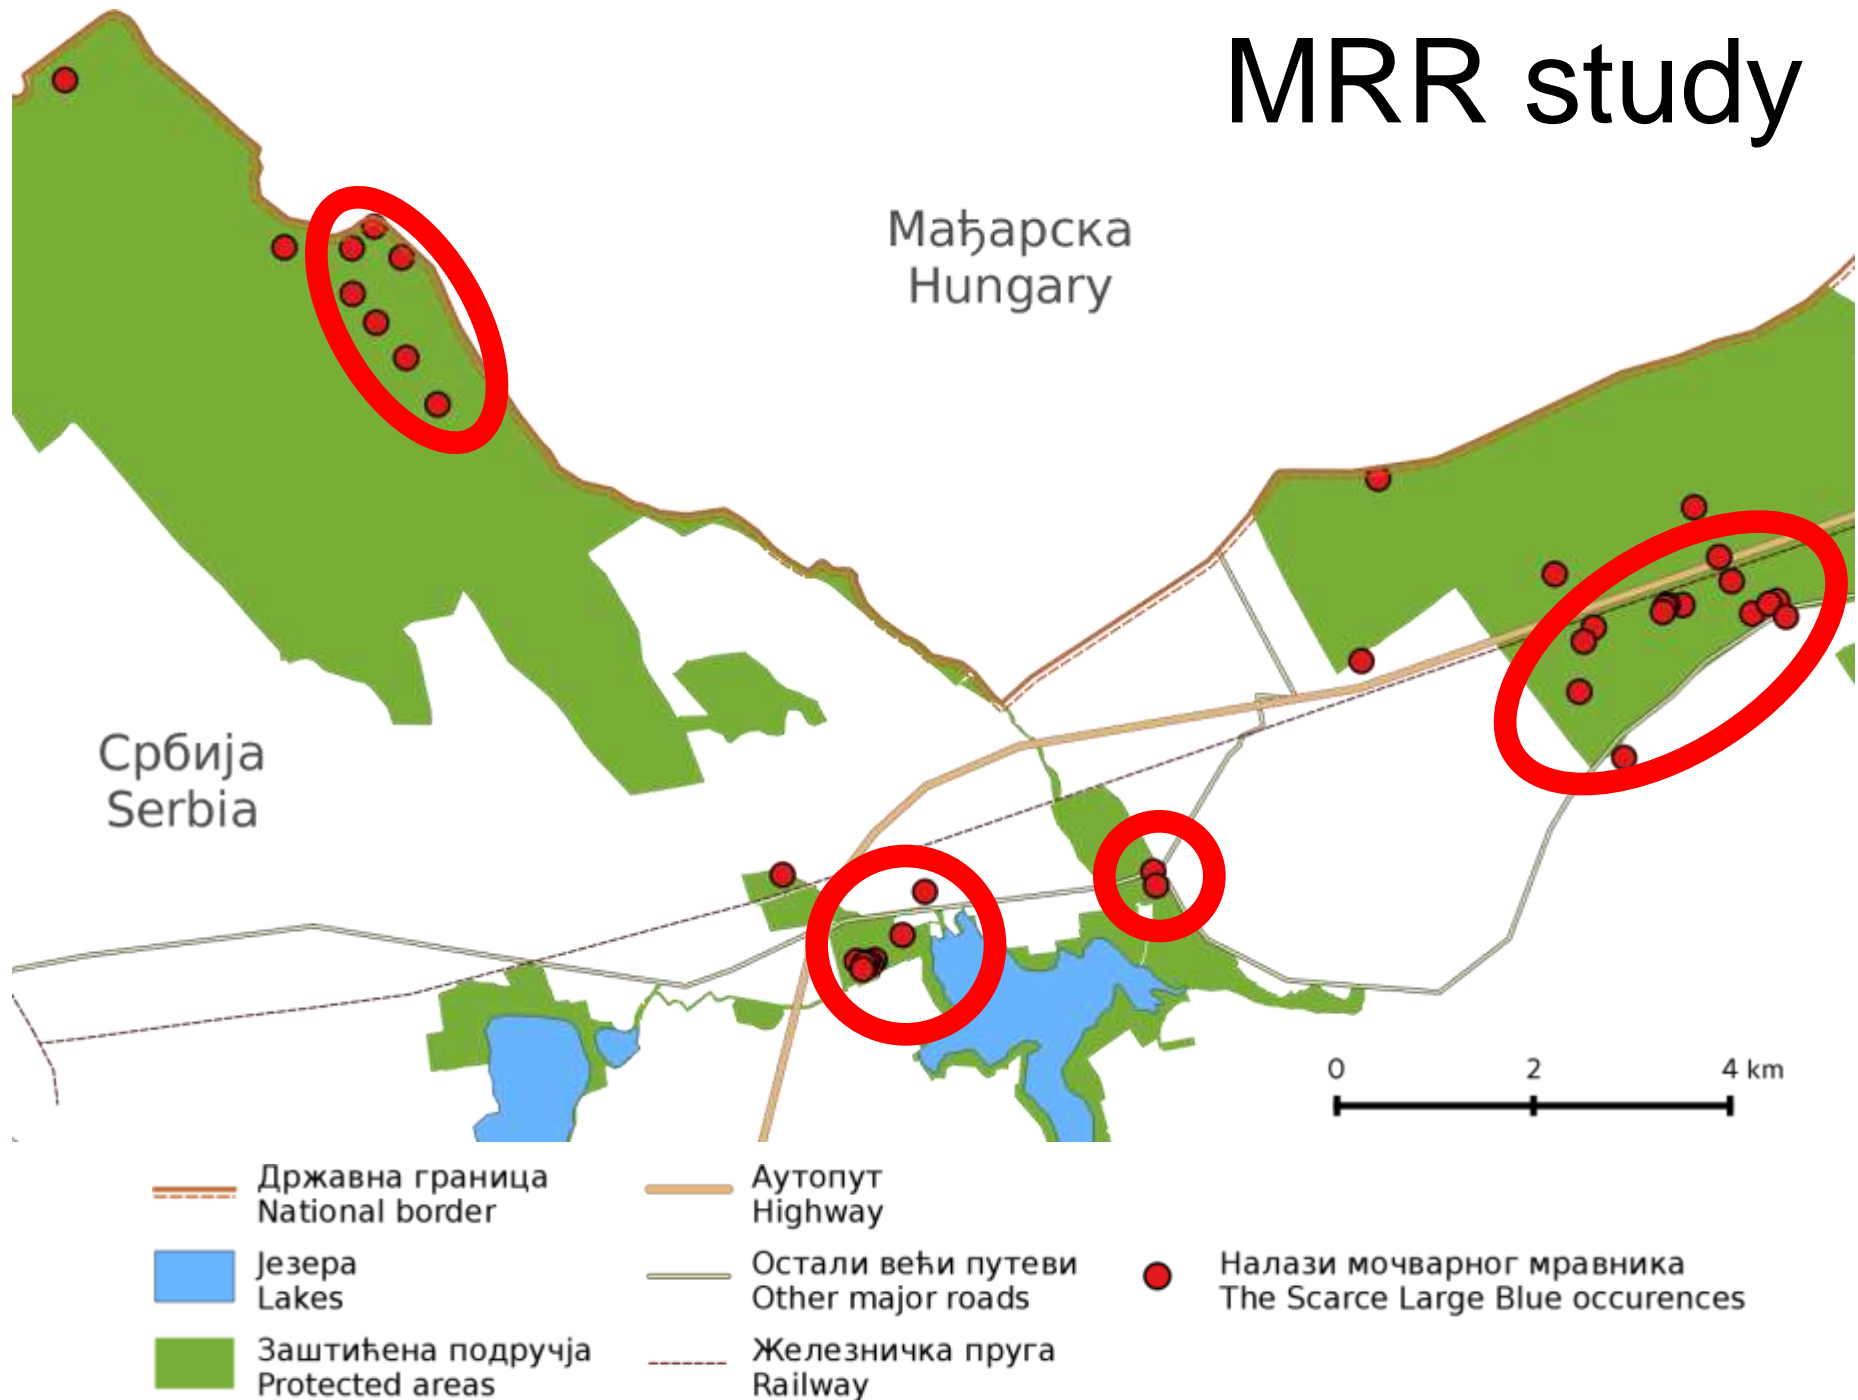 MRR study
Мађарска
Hungary
Србија
Serbia
0 2 4 km
Државна граница
National border
Језера
Lakes
Заштићена подручја
Protected areas
Аутопут
Highway
Остали већи путеви
Other major roads
Железничка пруга
Railway
Налази мочварног мравника
The Scarce Large Blue occurences